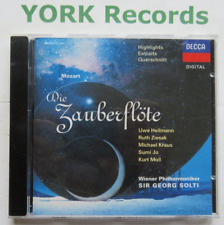 YORK Records
Highlights
Extraits
Querschnitt
DECCA
DIGITAL
Mozart
Die
Zauberflöte
Uwe Heilmann
Ruth Ziesak
Michael Kraus
Sumi Jo
Kurt Moll
Wiener Philharmoniker
SIR GEORG SOLTI